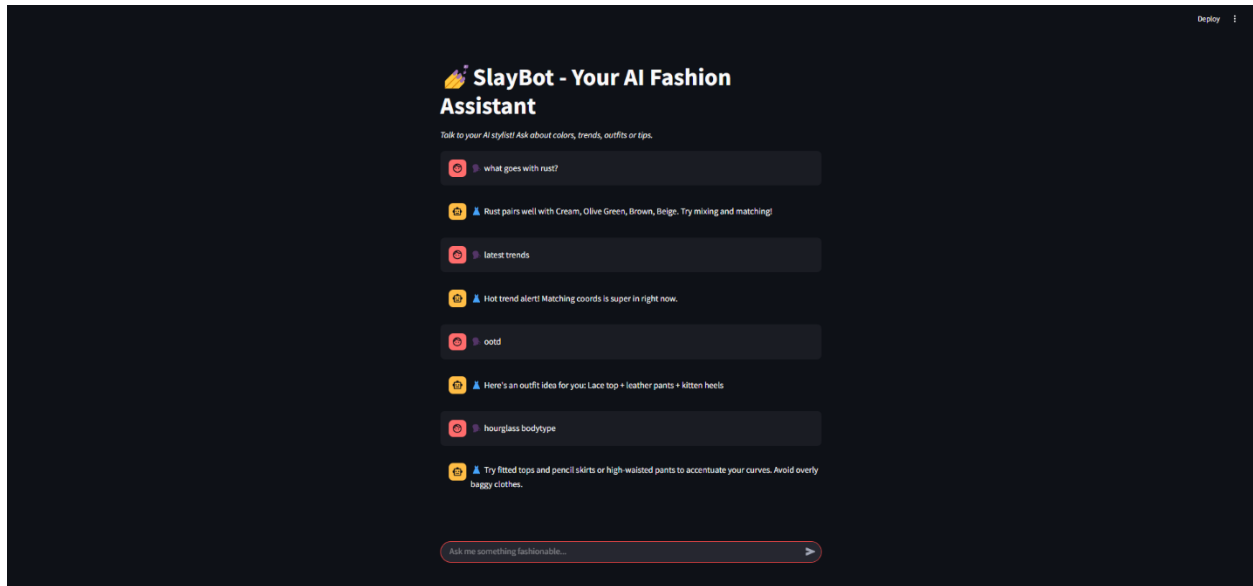 Deploy
SlayBot - Your AI Fashion
Assistant
Talk to your AI stylist! Ask about colors, trends, outfits or tips.
what goes with rust?
Rust pairs well with Cream, Olive Green, Brown, Beige. Try mixing and matching!
latest trends
Hot trend alert! Matching coords is super in right now.
ootd
Here's an outfit idea for you: Lace top + leather pants + kitten heels
hourglass bodytype
Try fitted tops and pencil skirts or high-waisted pants to accentuate your curves. Avoid overly
baggy clothes.
Ask me something fashionable...